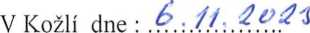 V Kožlí dne : 6. 11. 2023